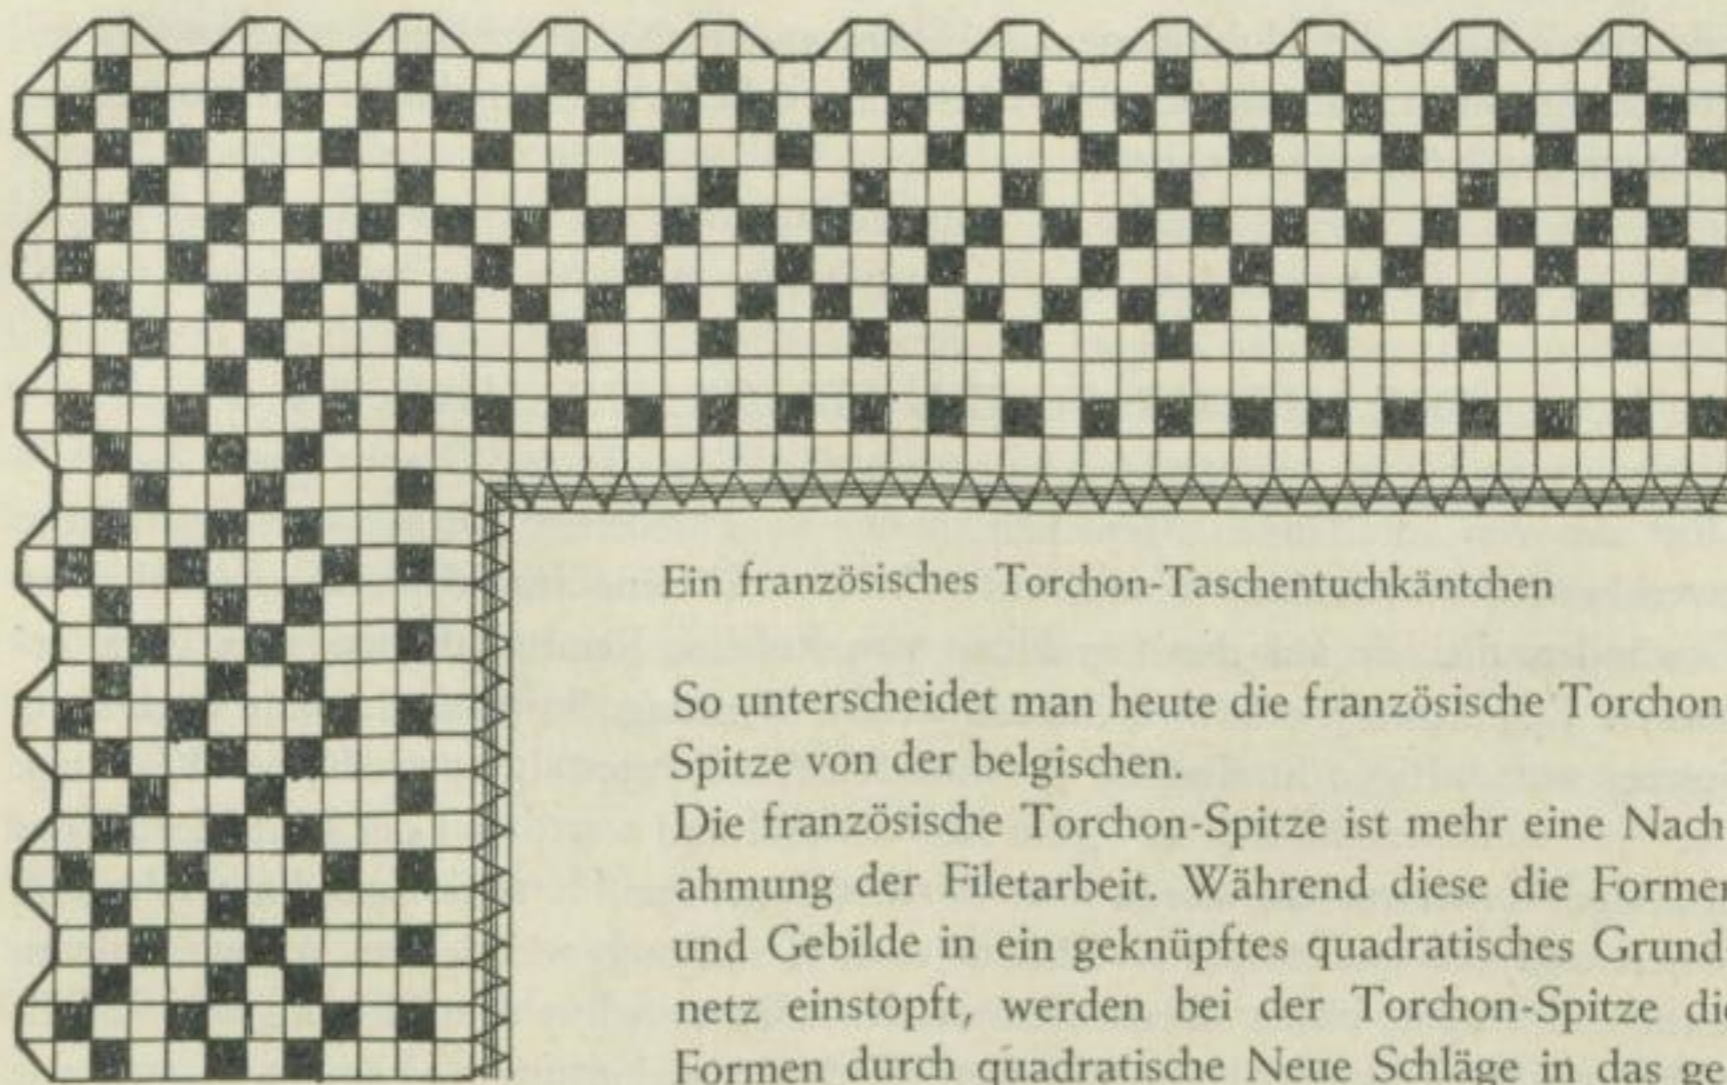 Ein französisches Torchon-Taschentuchkäntchen
So unterscheidet man heute die französische Torchon
Spitze von der belgischen.
Die französische Torchon-Spitze ist mehr eine Nach
ahmung der Filetarbeit. Während diese die Formen
und Gebilde in ein geknüpftes quadratisches Grund
netz einstopft, werden bei der Torchon-Spitze die
Formen durch quadratische Neue Schläge in das ge